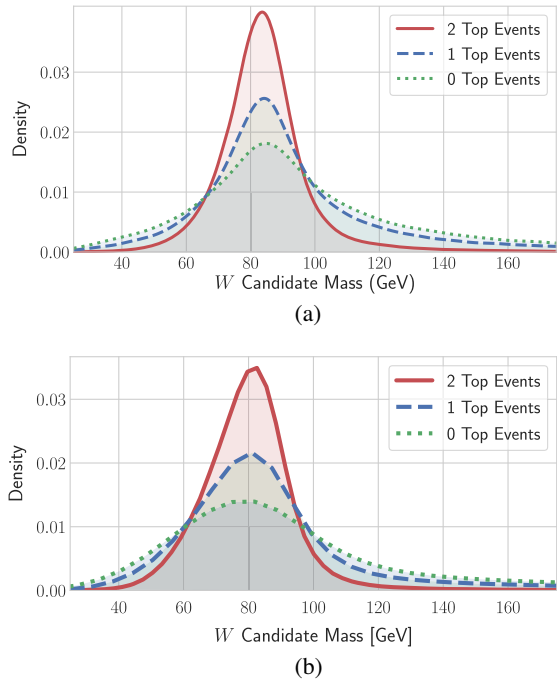 2 Top Events
1 Top Events
0 Top Events
Density
0.03
0.02
0.01
0.00
40 60 80 100 120 140 160
W Candidate Mass (GeV)
(a)
2 Top Events
1 Top Events
0 Top Events
Density
0.03
0.02
0.01
0.00
40 60 80 100 120 140 160
W Candidate Mass [GeV]
(b)